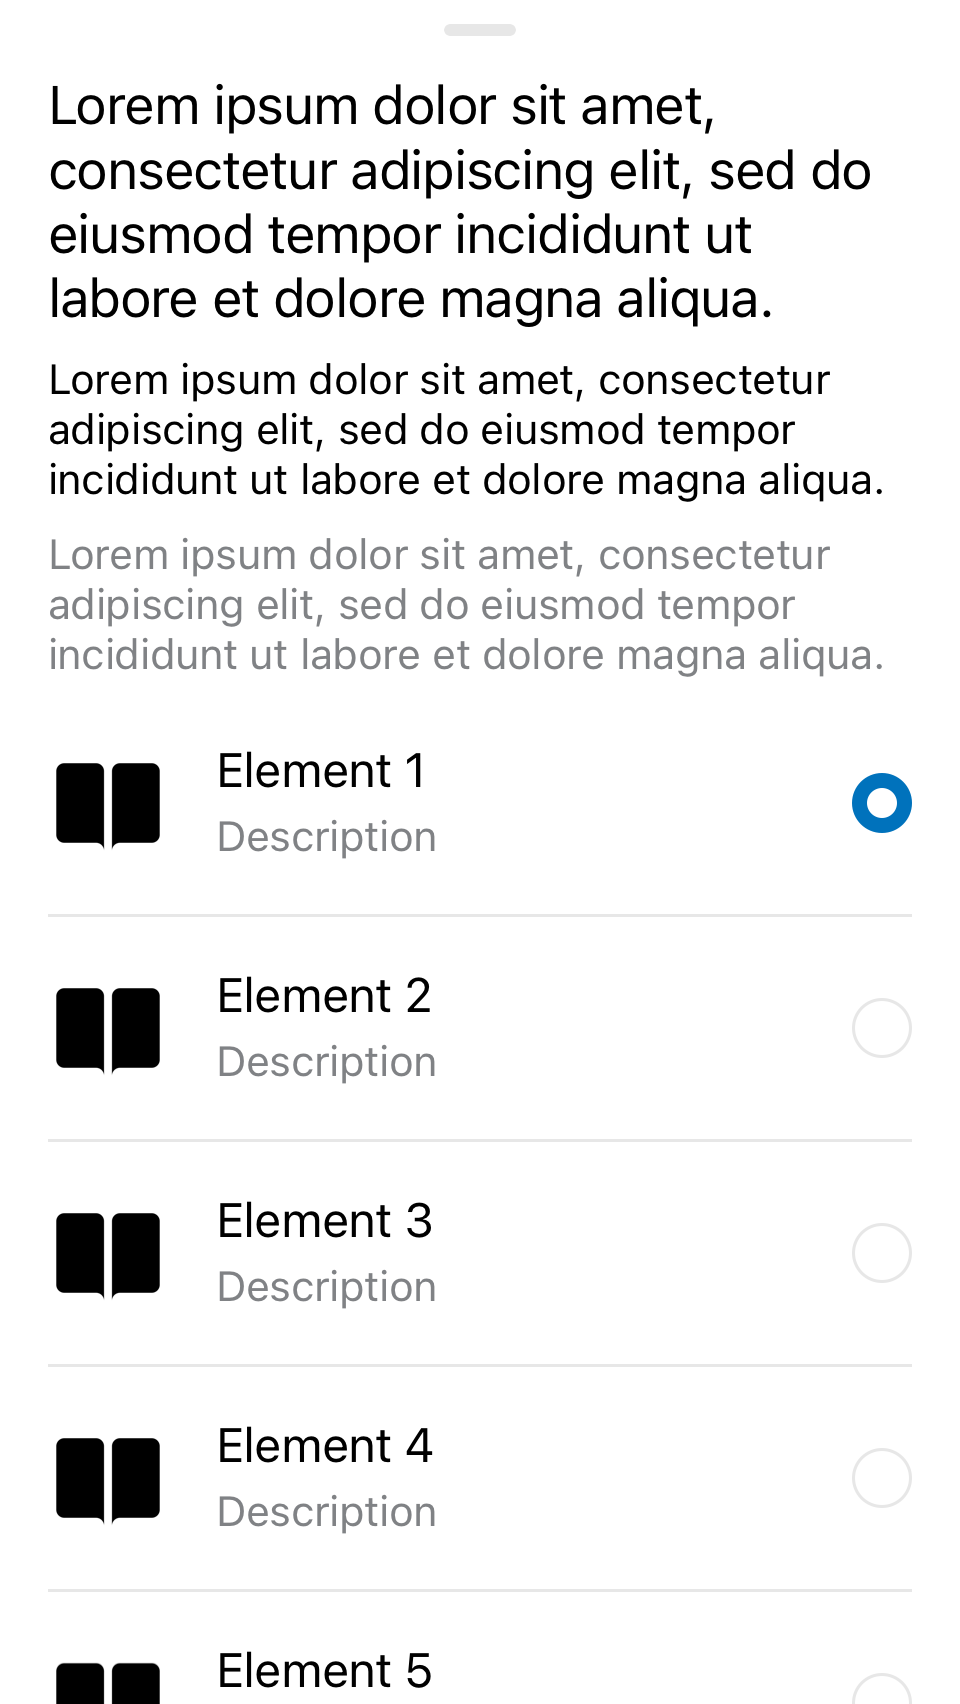 Lorem ipsum dolor sit amet,
consectetur adipiscing elit, sed do
eiusmod tempor incididunt ut
labore et dolore magna aliqua.
Lorem ipsum dolor sit amet, consectetur
adipiscing elit, sed do eiusmod tempor
incididunt ut labore et dolore magna aliqua.
Lorem ipsum dolor sit amet, consectetur
adipiscing elit, sed do eiusmod tempor
incididunt ut labore et dolore magna aliqua.
Element 1
Description
Element 2
Description
Element 3
Description
Element 4
Description
Element 5